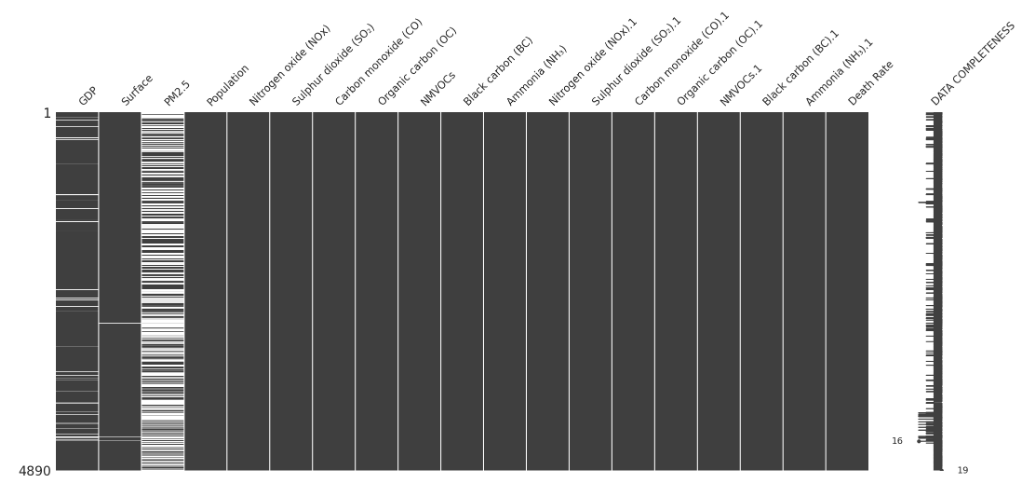 GDP
Surface
PM2.5
Population
Nitrogen oxide (NOx)
Sulphur dioxide (SO₂)
Carbon monoxide (CO)
Organic carbon (OC)
NMVOCs
Black carbon (BC)
Ammonia (NH₃)
Nitrogen oxide (NOx).1
Sulphur dioxide (SO₂).1
Carbon monoxide (CO).1
Organic carbon (OC).1
NMVOCs.1
Black carbon (BC).1
Ammonia (NH₃).1
Death Rate
DATA COMPLETENESS
1
16
4890
19